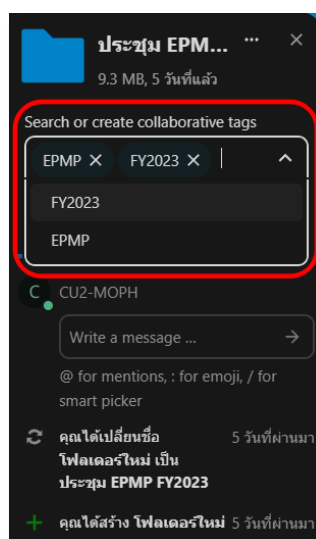 ประชุม EPM...
9.3 MB, 5 วันที่แล้ว
Search or create collaborative tags
EPMP
FY2023
FY2023
EPMP
C
CU2-MOPH
Write a message ...
@ for mentions, : for emoji, / for
smart picker
คุณได้เปลี่ยนชื่อ 5 วันที่ผ่านมา
โฟลเดอร์ใหม่ เป็น
ประชุม EPMP FY2023
คุณได้สร้าง โฟลเดอร์ใหม่ 5 วันที่ผ่านมา